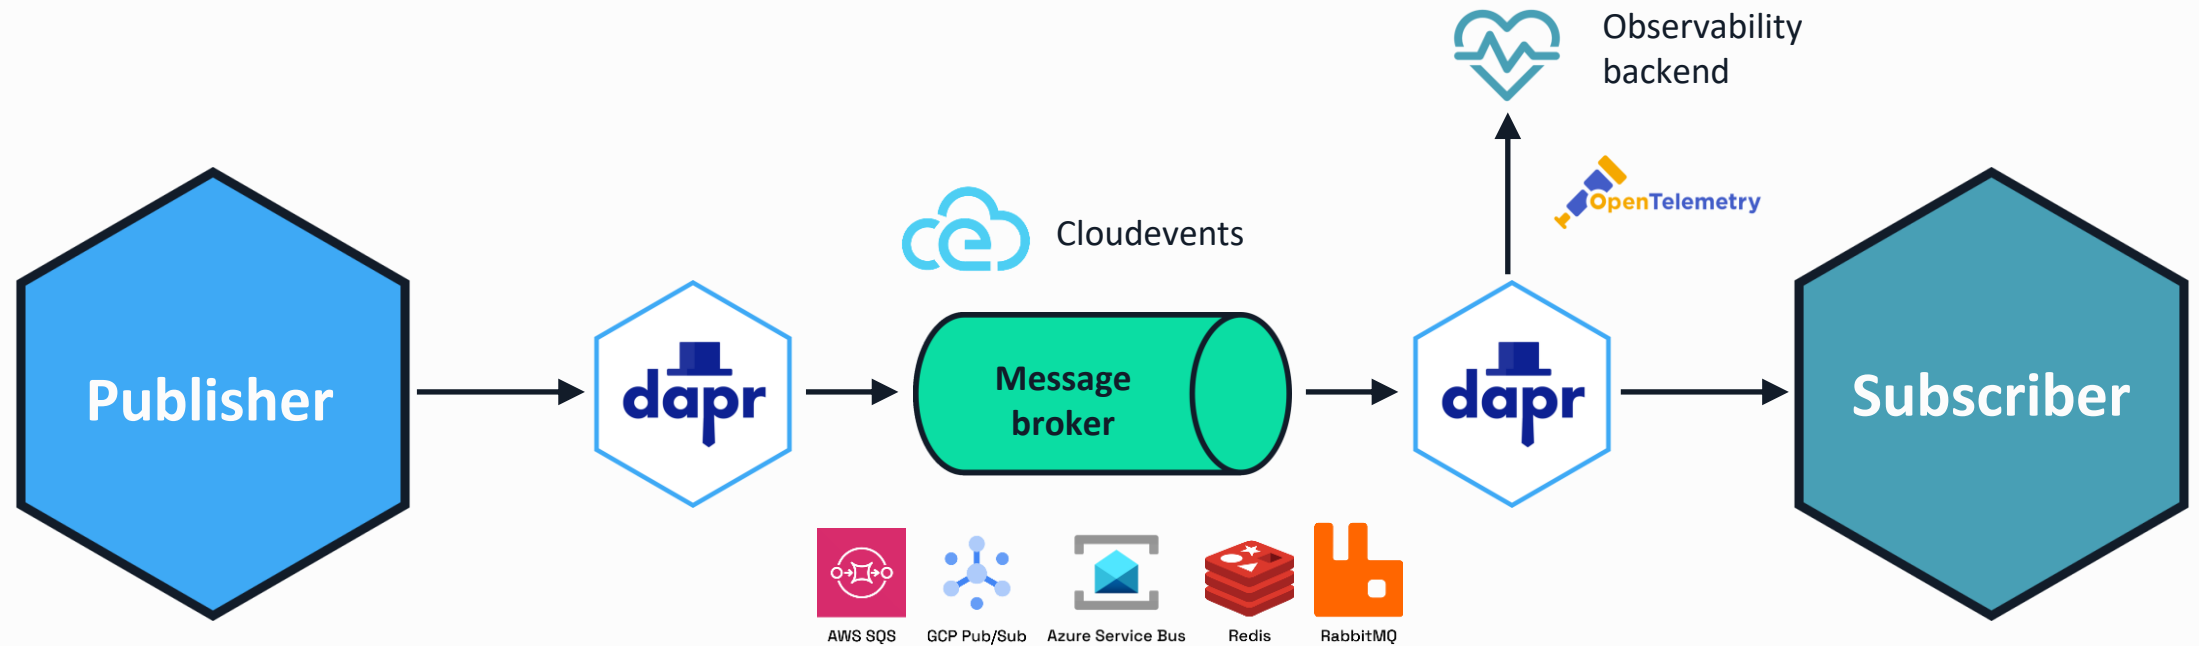 Observability
backend
OpenTelemetry
Cloudevents
Publisher
dapr
Message
broker
dapr
Subscriber
AWS SQS
GCP Pub/Sub
Azure Service Bus
Redis
RabbitMQ